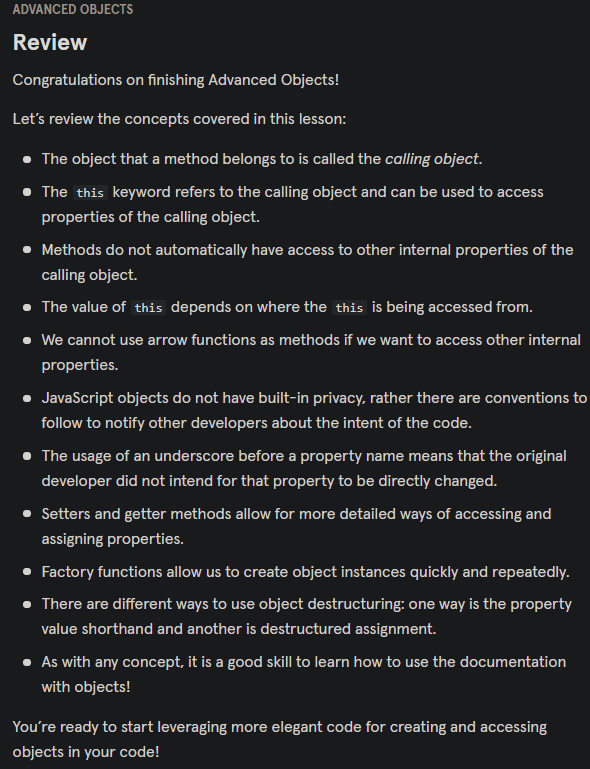 ADVANCED OBJECTS
Review
Congratulations on finishing Advanced Objects!
Let’s review the concepts covered in this lesson:
The object that a method belongs to is called the calling object.
The this keyword refers to the calling object and can be used to access
properties of the calling object.
Methods do not automatically have access to other internal properties of the
calling object.
The value of this depends on where the this is being accessed from.
We cannot use arrow functions as methods if we want to access other internal
properties.
JavaScript objects do not have built-in privacy, rather there are conventions to
follow to notify other developers about the intent of the code.
The usage of an underscore before a property name means that the original
developer did not intend for that property to be directly changed.
Setters and getter methods allow for more detailed ways of accessing and
assigning properties.
Factory functions allow us to create object instances quickly and repeatedly.
There are different ways to use object destructuring: one way is the property
value shorthand and another is destructured assignment.
As with any concept, it is a good skill to learn how to use the documentation
with objects!
You’re ready to start leveraging more elegant code for creating and accessing
objects in your code!